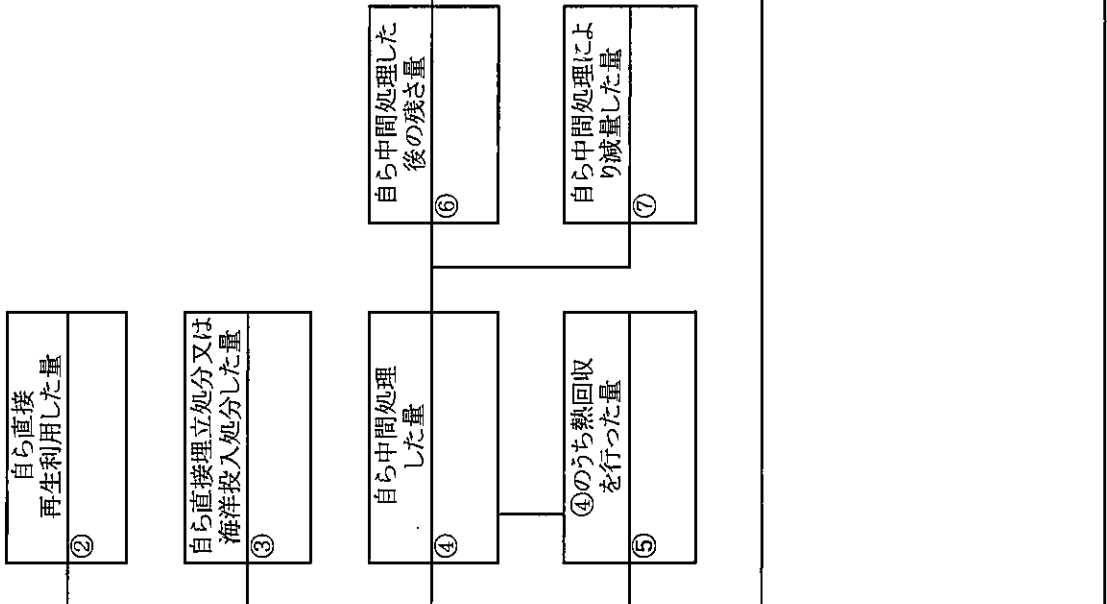 自ら直接
再生利用した量
②
自ら直接埋立処分又は
海洋投入処分した量
③
自ら中間処理
した量
④
④のうち熱回収
を行った量
⑤
自ら中間処理した
後の残さ量
⑥
自ら中間処理によ
り減量した量
⑦